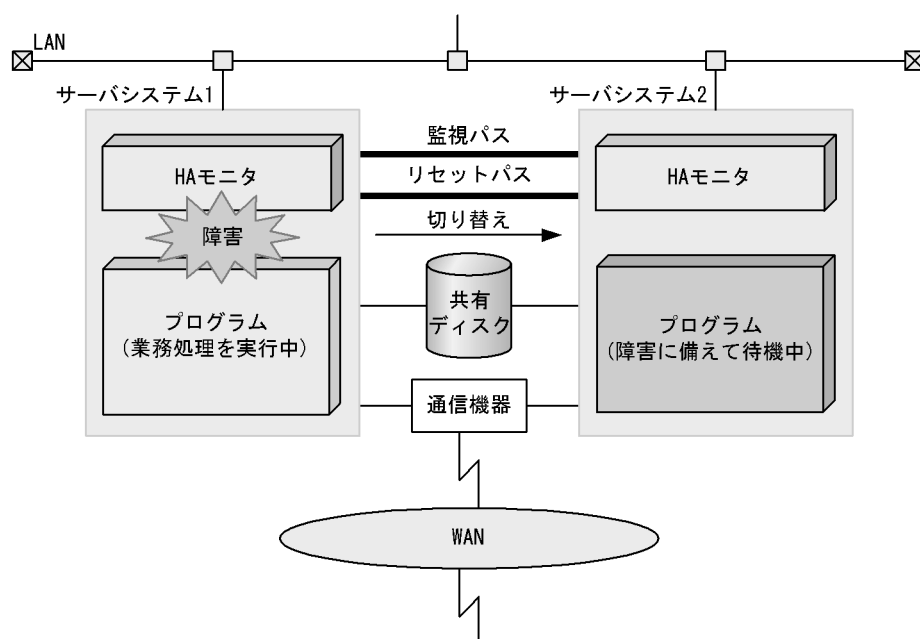 LAN
サーバシステム1
サーバシステム2
監視パス
HAモニタ
HAモニタ
リセットパス
切り替え
障害
共有
ディスク
プログラム
(業務処理を実行中)
プログラム
(障害に備えて待機中)
通信機器
WAN